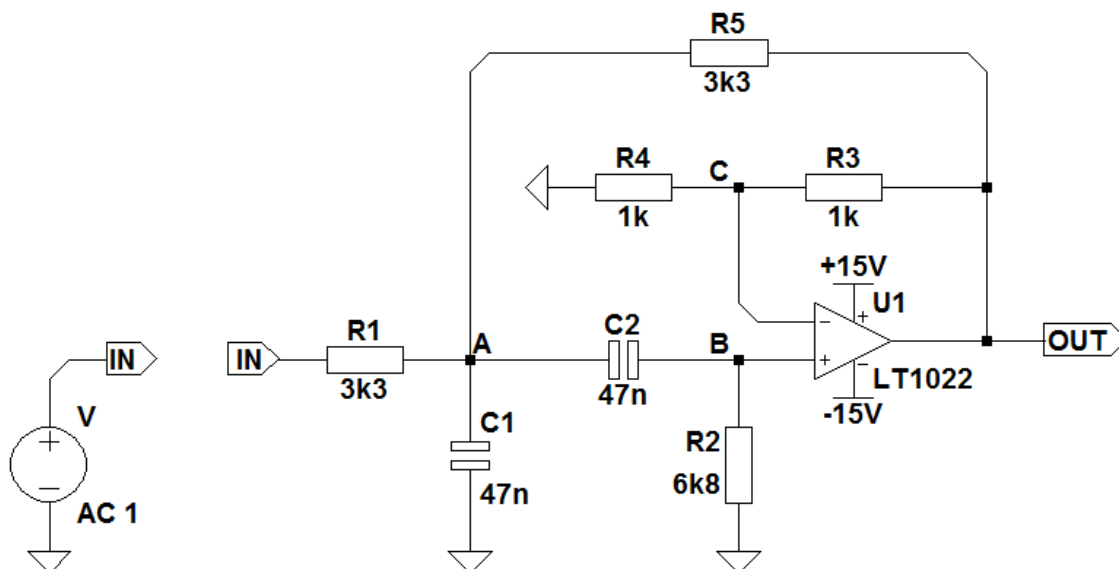 R5
3k3
R4
C
R3
1k
1k
+15V
U1
+
R1
A
C2
B
−
+
−
IN
IN
OUT
3k3
47n
LT1022
-15V
V
C1
R2
+
−
47n
6k8
AC 1